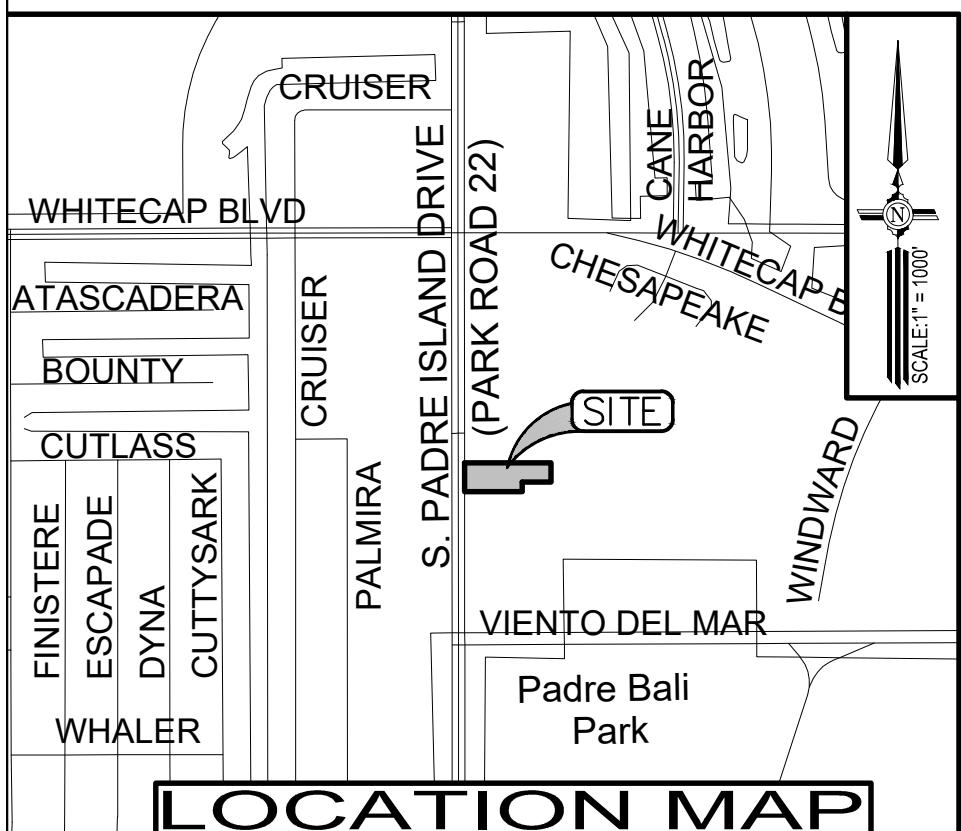 CRUISER
CANE
HARBOR
N
SCALE:1" = 1000'
S. PADRE ISLAND DRIVE
(PARK ROAD 22)
WHITECAP BLVD
WHITECAP B
CHESAPEAKE
ATASCADERA
CRUISER
BOUNTY
SITE
CUTLASS
WINDWARD
FINISTERE
ESCAPADE
DYNA
CUTTYSARK
PALMIRA
VIENTO DEL MAR
Padre Bali
Park
WHALER
LOCATION MAP